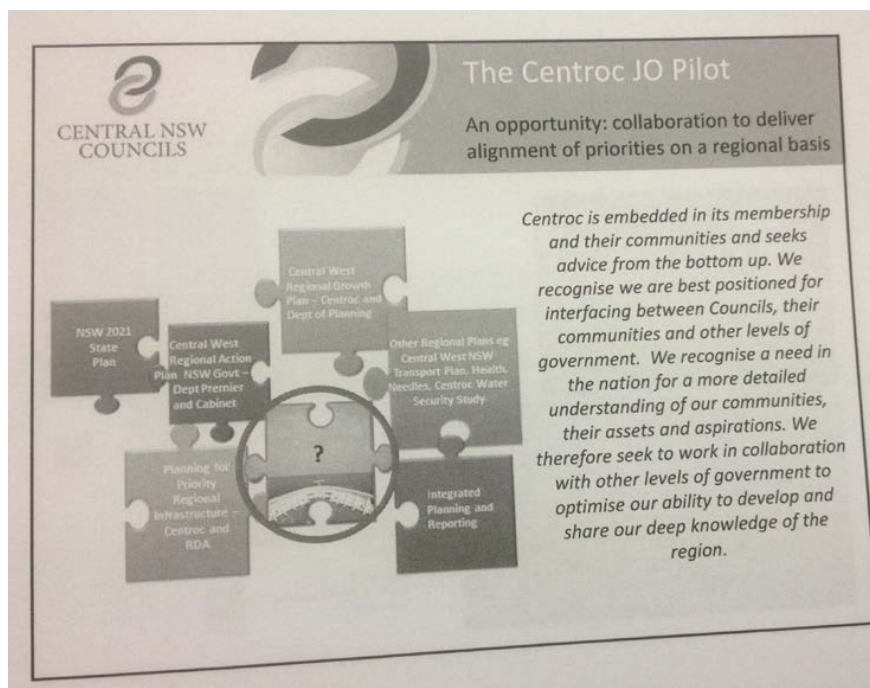 CENTRAL NSW
COUNCILS
The Centroc JO Pilot
An opportunity: collaboration to deliver
alignment of priorities on a regional basis
NSW 2021
State
Plan
Central West
Regional Action
Plan NSW Govt –
Dept Premier
and Cabinet
Central West
Regional Growth
Plan – Centroc and
Dept of Planning
Other Regional Plans eg
Central West NSW
Transport Plan, Health,
Needles, Centroc Water
Security Study
Planning for
Priority
Regional
Infrastructure –
Centroc and
RDA
?
Integrated
Planning and
Reporting
Centroc is embedded in its membership
and their communities and seeks
advice from the bottom up. We
recognise we are best positioned for
interfacing between Councils, their
communities and other levels of
government. We recognise a need in
the nation for a more detailed
understanding of our communities,
their assets and aspirations. We
therefore seek to work in collaboration
with other levels of government to
optimise our ability to develop and
share our deep knowledge of the
region.